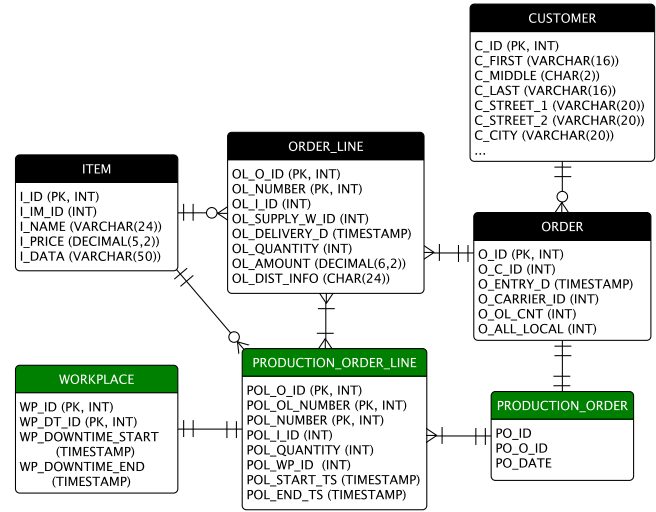 CUSTOMER
C_ID (PK, INT)
C_FIRST (VARCHAR(16))
C_MIDDLE (CHAR(2))
C_LAST (VARCHAR(16))
C_STREET_1 (VARCHAR(20))
C_STREET_2 (VARCHAR(20))
C_CITY (VARCHAR(20))
...
ORDER_LINE
OL_O_ID (PK, INT)
OL_NUMBER (PK, INT)
OL_I_ID (INT)
OL_SUPPLY_W_ID (INT)
OL_DELIVERY_D (TIMESTAMP)
OL_QUANTITY (INT)
OL_AMOUNT (DECIMAL(6,2))
OL_DIST_INFO (CHAR(24))
ITEM
I_ID (PK, INT)
I_IM_ID (INT)
I_NAME (VARCHAR(24))
I_PRICE (DECIMAL(5,2))
I_DATA (VARCHAR(50))
ORDER
O_ID (PK, INT)
O_C_ID (INT)
O_ENTRY_D (TIMESTAMP)
O_CARRIER_ID (INT)
O_OL_CNT (INT)
O_ALL_LOCAL (INT)
PRODUCTION_ORDER_LINE
POL_O_ID (PK, INT)
POL_OL_NUMBER (PK, INT)
POL_NUMBER (PK, INT)
POL_I_ID (INT)
POL_QUANTITY (INT)
POL_WP_ID  (INT)
POL_START_TS (TIMESTAMP)
POL_END_TS (TIMESTAMP)
WORKPLACE
WP_ID (PK, INT)
WP_DT_ID (PK, INT)
WP_DOWNTIME_START
(TIMESTAMP)
WP_DOWNTIME_END
(TIMESTAMP)
PRODUCTION_ORDER
PO_ID
PO_O_ID
PO_DATE